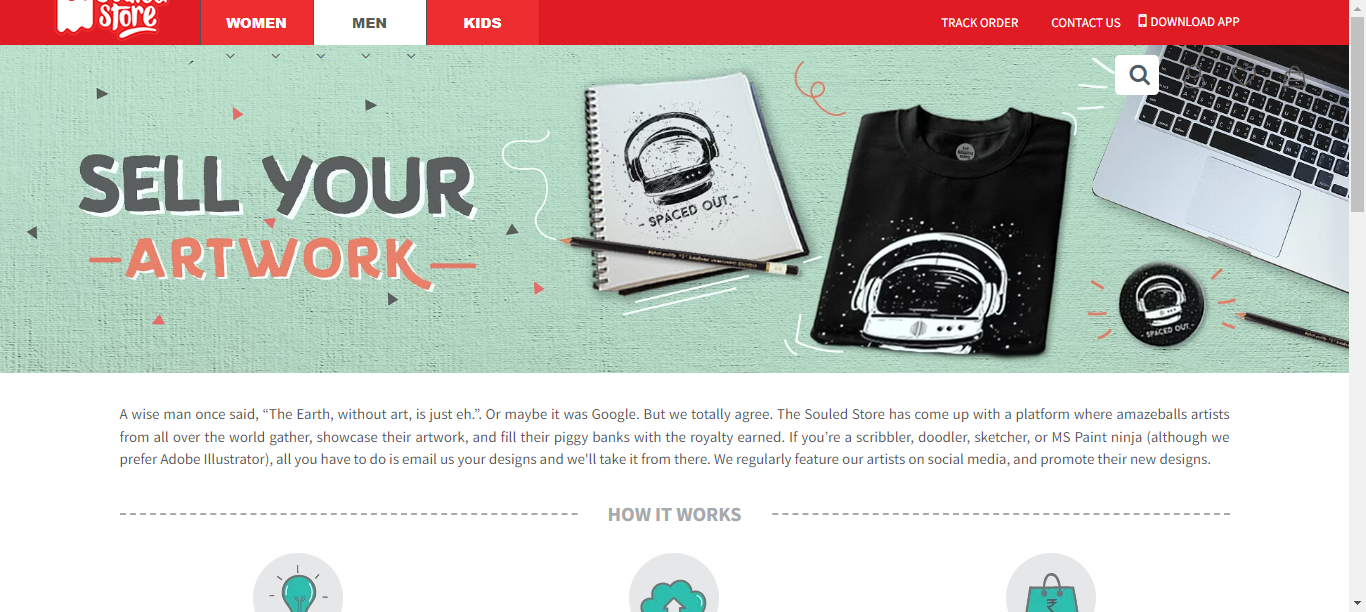 Souled
Store
WOMEN
MEN
KIDS
TRACK ORDER
CONTACT US
DOWNLOAD APP
SELL YOUR
ARTWORK
- SPACED OUT -
- SPACED OUT -
A wise man once said, “The Earth, without art, is just eh.”. Or maybe it was Google. But we totally agree. The Souled Store has come up with a platform where amazeballs artists
from all over the world gather, showcase their artwork, and fill their piggy banks with the royalty earned. If you’re a scribbler, doodler, sketcher, or MS Paint ninja (although we
prefer Adobe Illustrator), all you have to do is email us your designs and we'll take it from there. We regularly feature our artists on social media, and promote their new designs.
HOW IT WORKS
₹